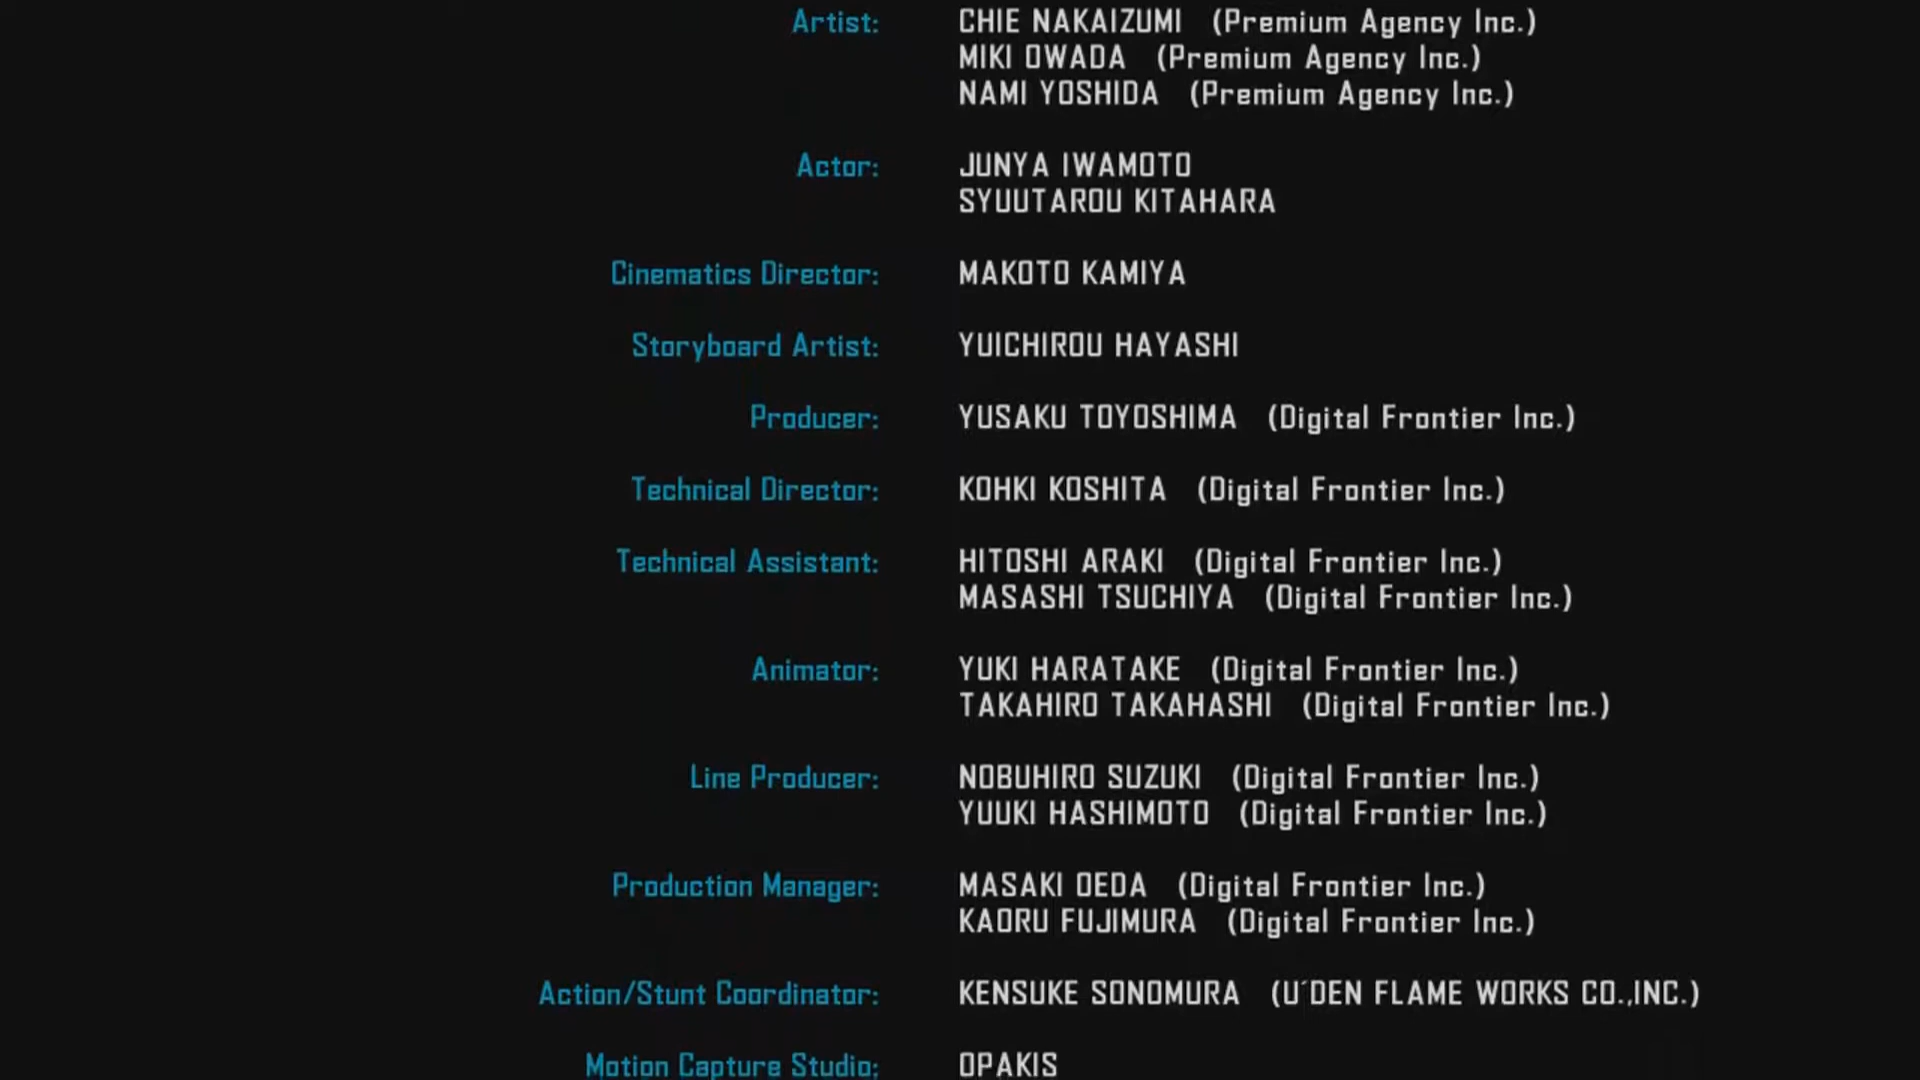 Artist: CHIE NAKAIZUMI (Premium Agency Inc.)
MIKI OWADA (Premium Agency Inc.)
NAMI YOSHIDA (Premium Agency Inc.)
Actor: JUNYA IWAMOTO
SYUUTAROU KITAHARA
Cinematics Director: MAKOTO KAMIYA
Storyboard Artist: YUICHIROU HAYASHI
Producer: YUSAKU TOYOSHIMA (Digital Frontier Inc.)
Technical Director: KOHKI KOSHITA (Digital Frontier Inc.)
Technical Assistant: HITOSHI ARAKI (Digital Frontier Inc.)
MASASHI TSUCHIYA (Digital Frontier Inc.)
Animator: YUKI HARATAKE (Digital Frontier Inc.)
TAKAHIRO TAKAHASHI (Digital Frontier Inc.)
Line Producer: NOBUHIRO SUZUKI (Digital Frontier Inc.)
YUUKI HASHIMOTO (Digital Frontier Inc.)
Production Manager: MASAKI OEDA (Digital Frontier Inc.)
KAORU FUJIMURA (Digital Frontier Inc.)
Action/Stunt Coordinator: KENSUKE SONOMURA (U´DEN FLAME WORKS CO.,INC.)
Motion Capture Studio: OPAKIS